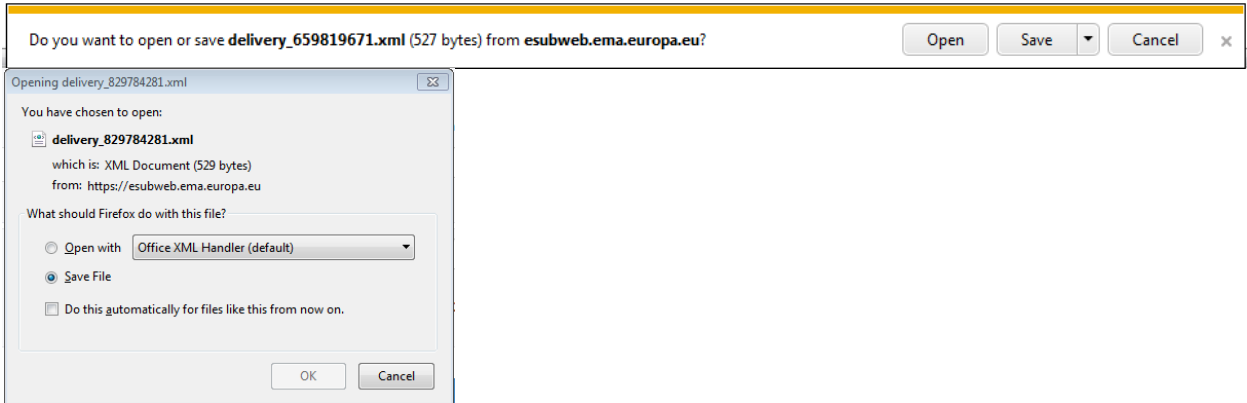 Do you want to open or save delivery_659819671.xml (527 bytes) from esubweb.ema.europa.eu?
Open
Save
Cancel
Opening delivery_829784281.xml
You have chosen to open:
delivery_829784281.xml
which is: XML Document (529 bytes)
from: https://esubweb.ema.europa.eu
What should Firefox do with this file?
Open with
Office XML Handler (default)
Save File
Do this automatically for files like this from now on.
OK
Cancel